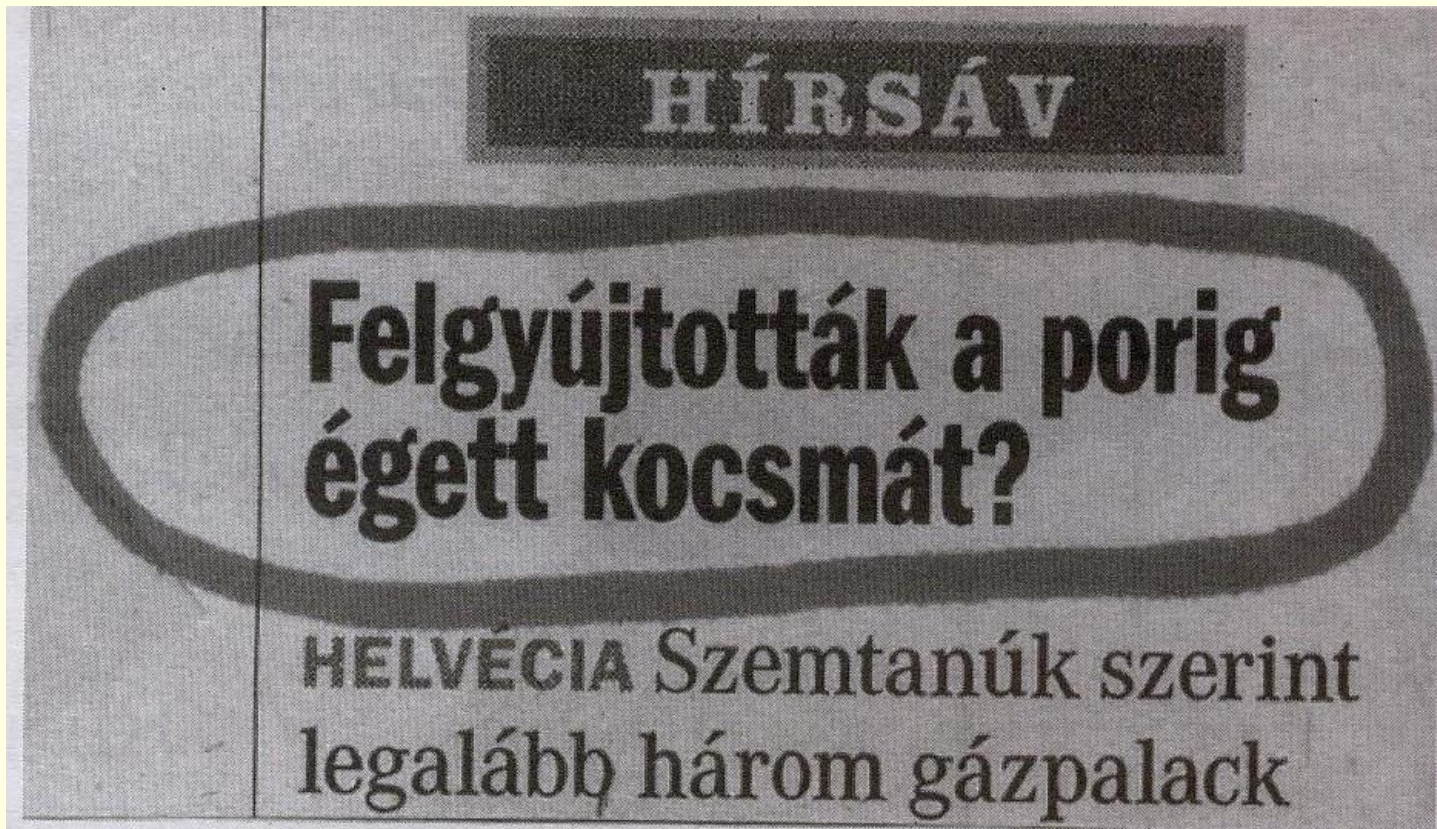 HÍRSÁV
Felgyújtották a porig
égett kocsmát?
HELVÉCIA Szemtanúk szerint
legalább három gázpalack